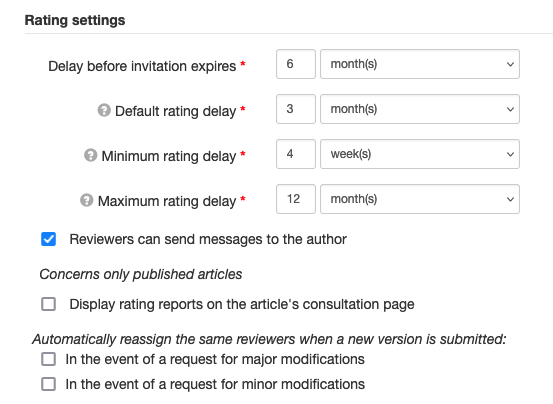 Rating settings
Delay before invitation expires * 6 month(s)
? Default rating delay * 3 month(s)
? Minimum rating delay * 4 week(s)
? Maximum rating delay * 12 month(s)
Reviewers can send messages to the author
Concerns only published articles
Display rating reports on the article's consultation page
Automatically reassign the same reviewers when a new version is submitted:
In the event of a request for major modifications
In the event of a request for minor modifications